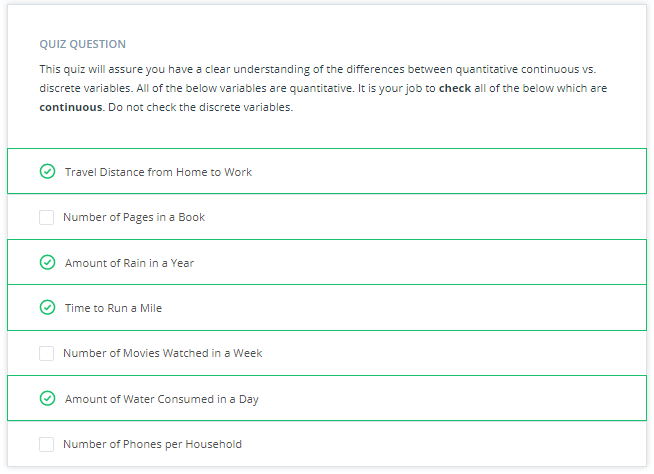 QUIZ QUESTION
This quiz will assure you have a clear understanding of the differences between quantitative continuous vs.
discrete variables. All of the below variables are quantitative. It is your job to check all of the below which are
continuous. Do not check the discrete variables.
Travel Distance from Home to Work
Number of Pages in a Book
Amount of Rain in a Year
Time to Run a Mile
Number of Movies Watched in a Week
Amount of Water Consumed in a Day
Number of Phones per Household